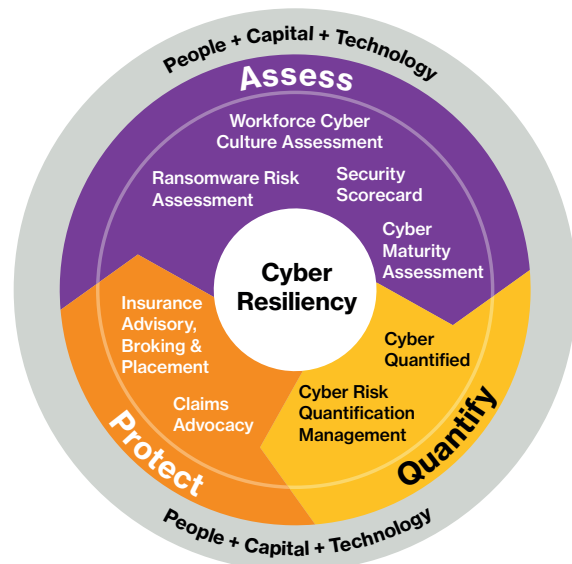 People + Capital + Technology
Assess
Workforce Cyber
Culture Assessment
Ransomware Risk
Assessment
Security
Scorecard
Cyber
Maturity
Assessment
Cyber
Resiliency
Insurance
Advisory,
Broking &
Placement
Claims
Advocacy
Protect
Cyber
Quantified
Cyber Risk
Quantification
Management
Quantify
People + Capital + Technology